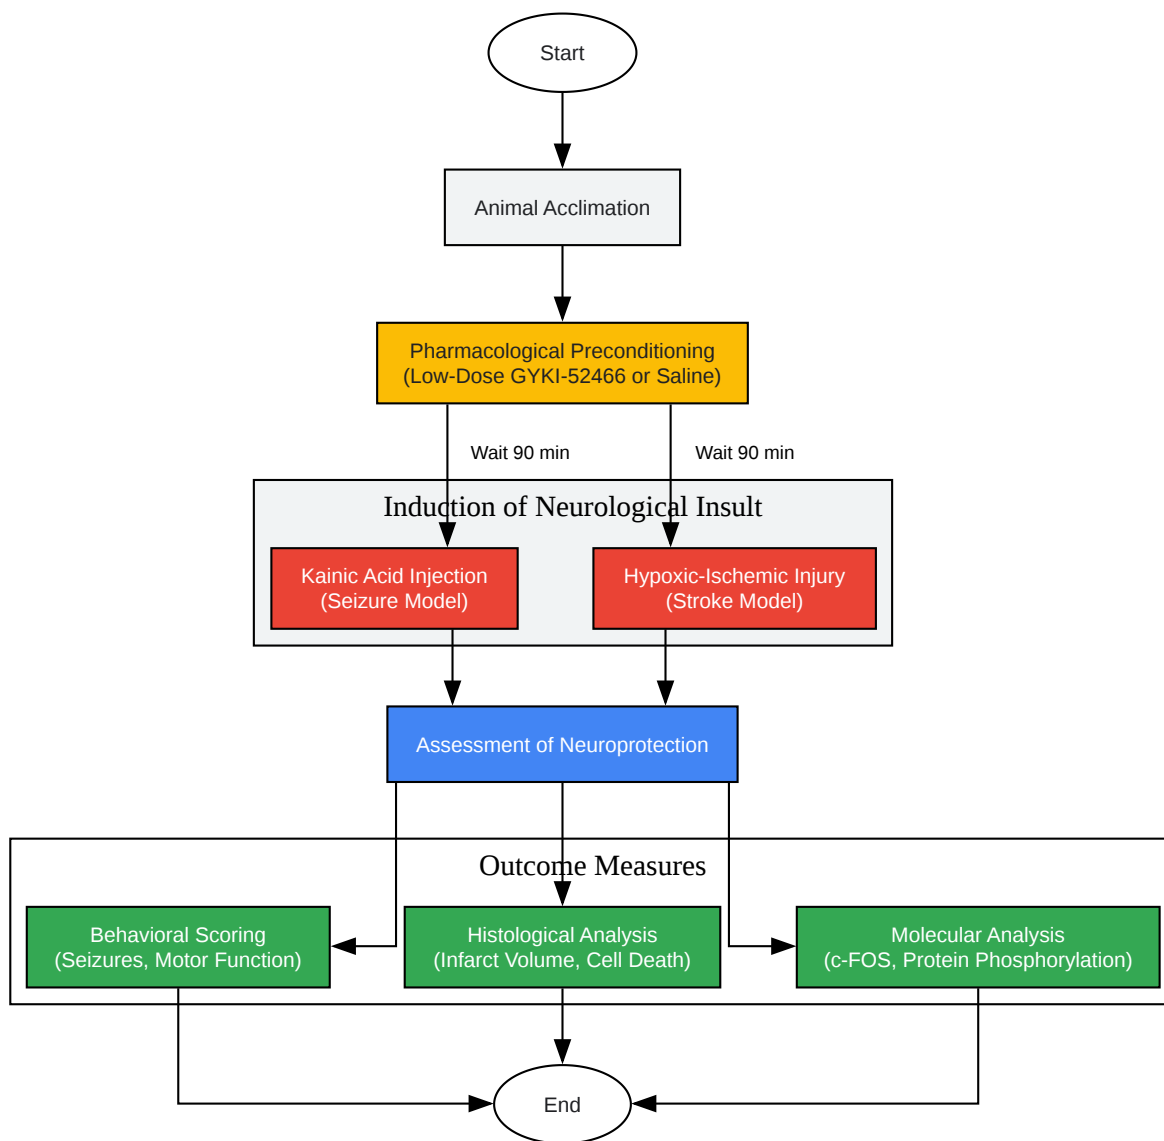 Start
Animal Acclimation
Pharmacological Preconditioning
(Low-Dose GYKI-52466 or Saline)
Wait 90 min
Wait 90 min
Induction of Neurological Insult
Kainic Acid Injection
(Seizure Model)
Hypoxic-Ischemic Injury
(Stroke Model)
Assessment of Neuroprotection
Outcome Measures
Behavioral Scoring
(Seizures, Motor Function)
Histological Analysis
(Infarct Volume, Cell Death)
Molecular Analysis
(c-FOS, Protein Phosphorylation)
End